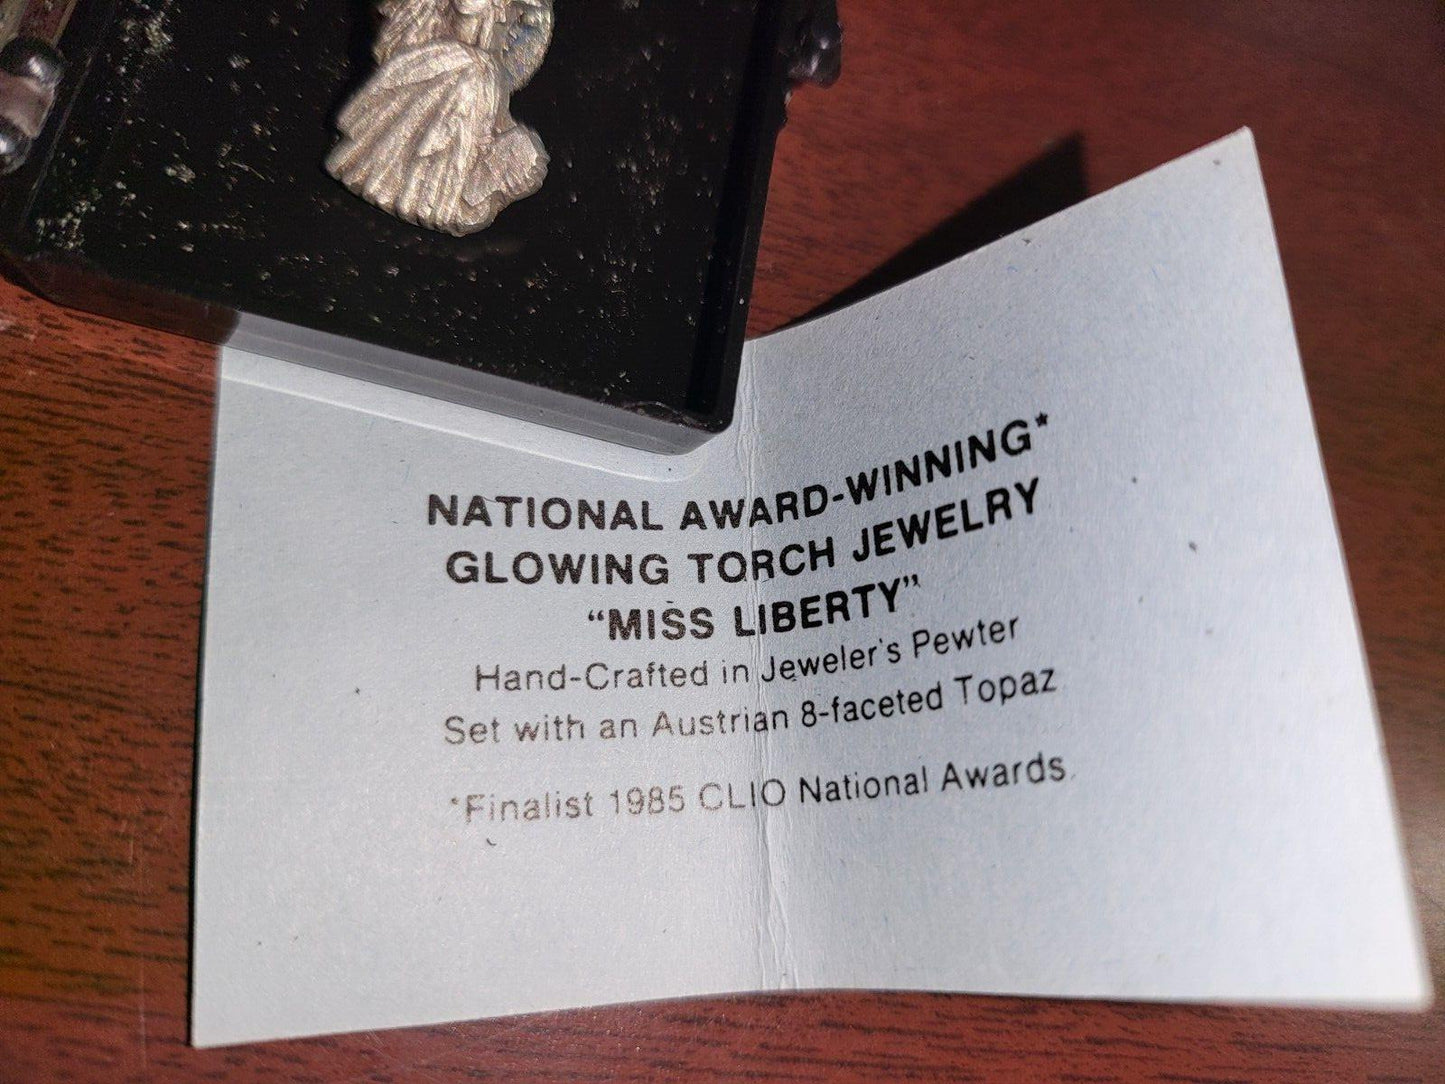 NATIONAL AWARD-WINNING*
GLOWING TORCH JEWELRY
“MISS LIBERTY”
Hand-Crafted in Jeweler's Pewter
Set with an Austrian 8-faceted Topaz
*Finalist 1985 CLIO National Awards.